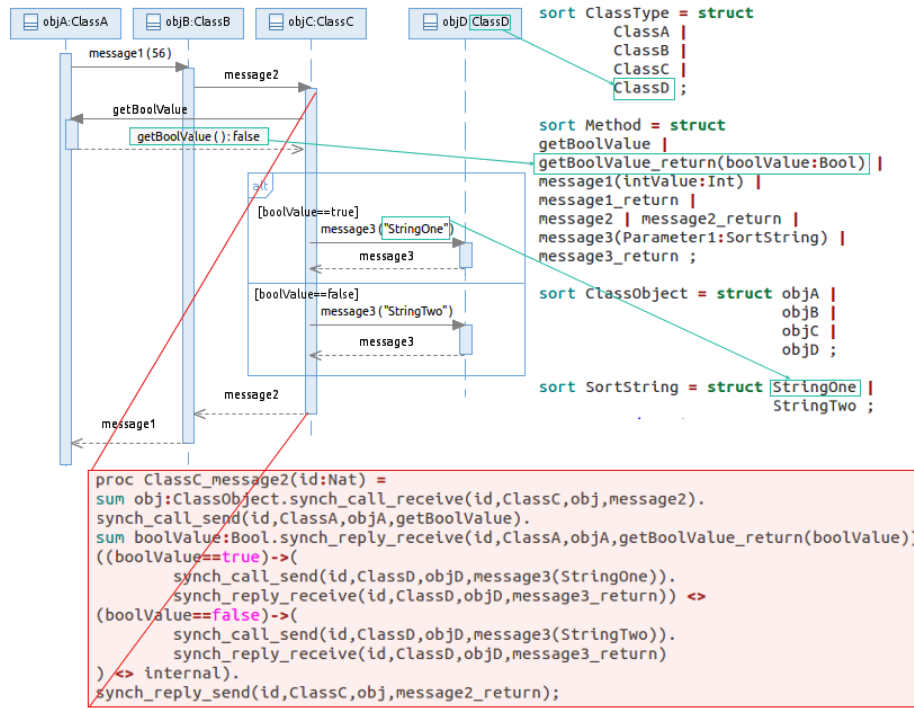 objA:ClassA
objB:ClassB
objC:ClassC
objD ClassD
message1(56)
message2
getBoolValue
getBoolValue():false
alt
[boolValue==true]
message3("StringOne")
message3
[boolValue==false]
message3("StringTwo")
message3
message2
message1
sort ClassType = struct
ClassA |
ClassB |
ClassC |
ClassD ;
sort Method = struct
getBoolValue |
getBoolValue_return(boolValue:Bool) |
message1(intValue:Int) |
message1_return |
message2 | message2_return |
message3(Parameter1:SortString) |
message3_return ;
sort ClassObject = struct objA |
objB |
objC |
objD ;
sort SortString = struct StringOne |
StringTwo ;
proc ClassC_message2(id:Nat) =
sum obj:ClassObject.synch_call_receive(id,ClassC,obj,message2).
synch_call_send(id,ClassA,objA,getBoolValue).
sum boolValue:Bool.synch_reply_receive(id,ClassA,objA,getBoolValue_return(boolValue))
((boolValue==true)->(
synch_call_send(id,ClassD,objD,message3(StringOne)).
synch_reply_receive(id,ClassD,objD,message3_return)) <>
(boolValue==false)->(
synch_call_send(id,ClassD,objD,message3(StringTwo)).
synch_reply_receive(id,ClassD,objD,message3_return)
) <> internal).
synch_reply_send(id,ClassC,obj,message2_return);